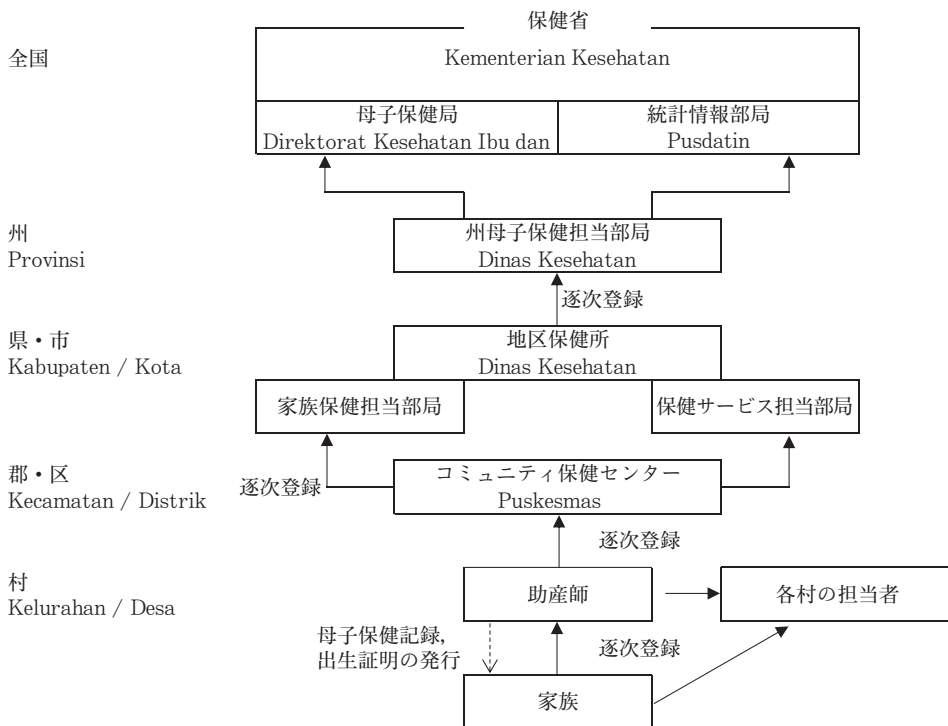 保健省
全国
Kementerian Kesehatan
母子保健局
Direktorat Kesehatan Ibu dan
統計情報部局
Pusdatin
州
Provinsi
州母子保健担当部局
Dinas Kesehatan
逐次登録
県・市
Kabupaten / Kota
地区保健所
Dinas Kesehatan
家族保健担当部局
保健サービス担当部局
郡・区
Kecamatan / Distrik
逐次登録
コミュニティ保健センター
Puskesmas
逐次登録
村
Kelurahan / Desa
助産師
各村の担当者
母子保健記録,
出生証明の発行
逐次登録
家族